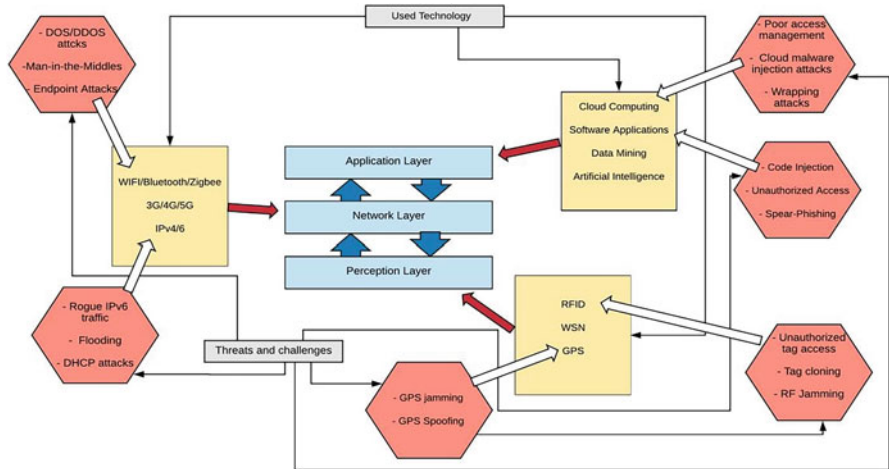 Used Technology
- DOS/DDOS
attcks
-Man-in-the-Middles
- Endpoint Attacks
- Poor access
management
- Cloud malware
injection attacks
- Wrapping
attacks
Cloud Computing
Software Applications
Data Mining
Artificial Intelligence
WIFI/Bluetooth/Zigbee
3G/4G/5G
IPv4/6
Application Layer
Network Layer
Perception Layer
- Code Injection
- Unauthorized Access
- Spear-Phishing
- Rogue IPv6
traffic
- Flooding
- DHCP attacks
Threats and challenges
RFID
WSN
GPS
- GPS jamming
- GPS Spoofing
- Unauthorized
tag access
- Tag cloning
- RF Jamming